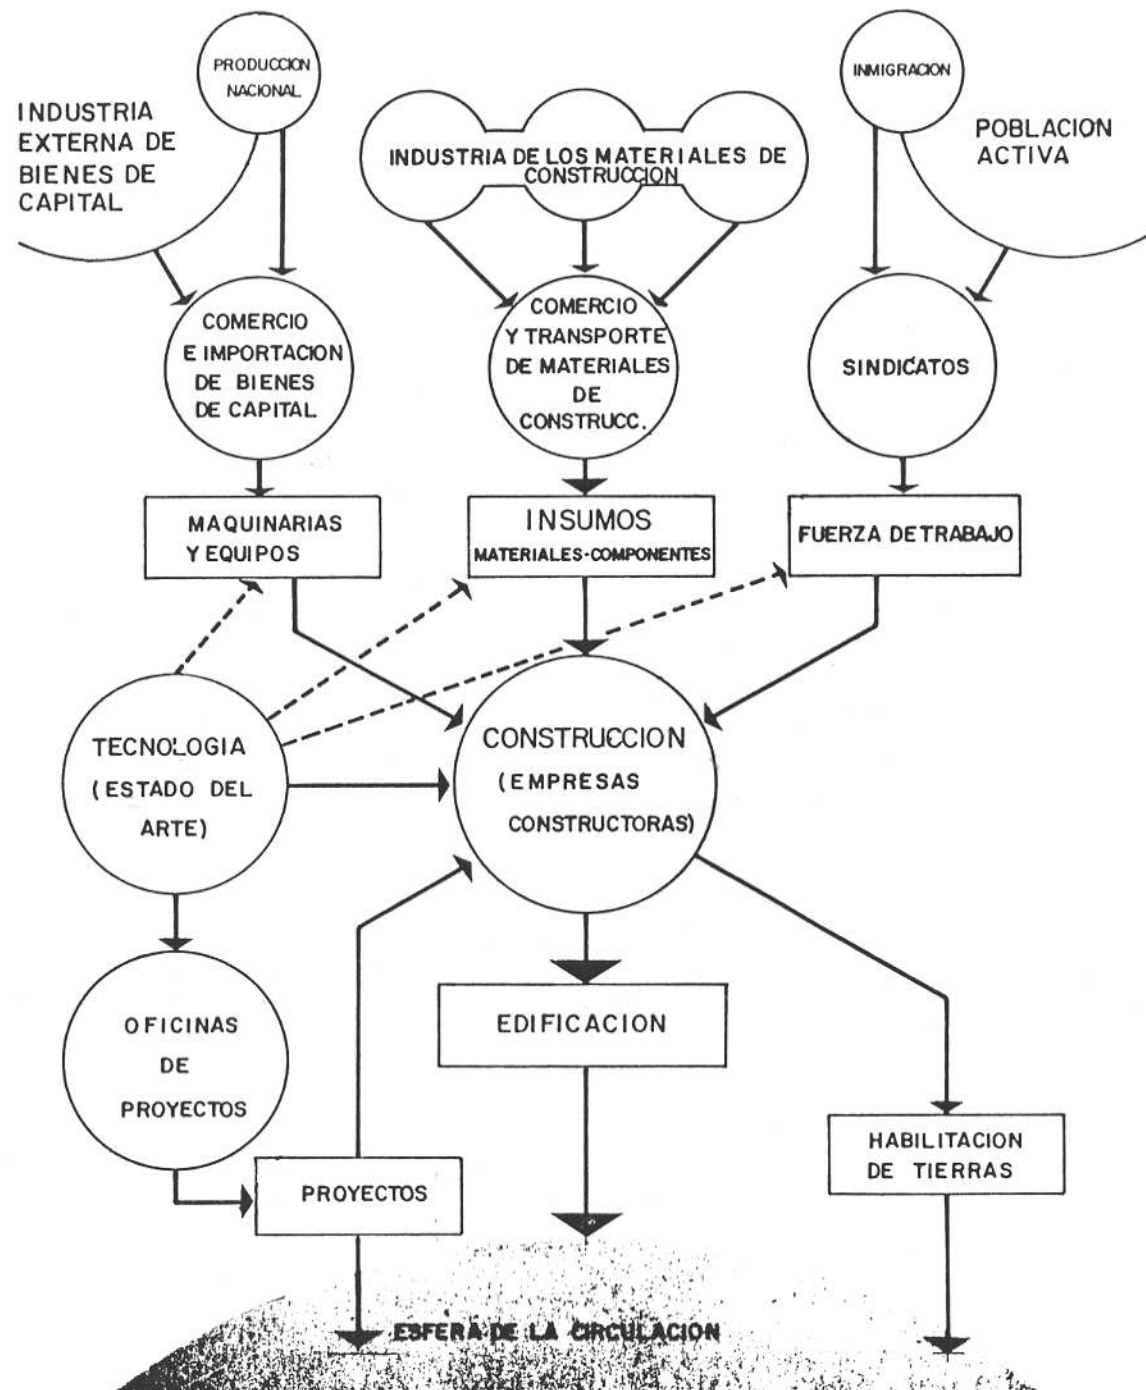 PRODUCCION
NACIONAL
INDUSTRIA
EXTERNA DE
BIENES DE
CAPITAL
INDUSTRIA DE LOS MATERIALES DE
CONSTRUCCION
INMIGRACION
POBLACION
ACTIVA
COMERCIO
E IMPORTACION
DE BIENES
DE CAPITAL
COMERCIO
Y TRANSPORTE
DE MATERIALES
DE
CONSTRUCC.
SINDICATOS
MAQUINARIAS
Y EQUIPOS
INSUMOS
MATERIALES-COMPONENTES
FUERZA DE TRABAJO
TECNOLOGIA
(ESTADO DEL
ARTE)
CONSTRUCCION
(EMPRESAS
CONSTRUCTORAS)
OFICINAS
DE
PROYECTOS
EDIFICACION
HABILITACION
DE TIERRAS
PROYECTOS
ESFERA DE LA CIRCULACION